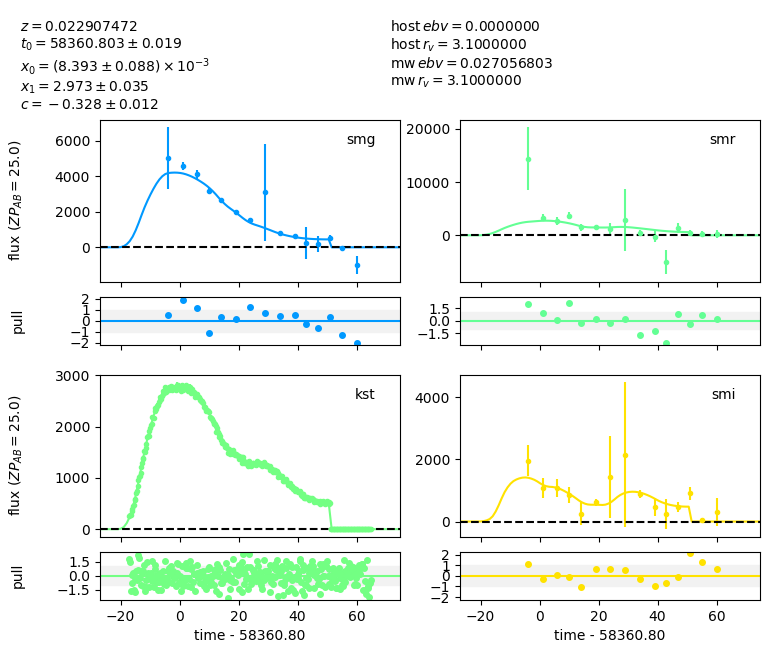 z = 0.022907472
t₀ = 58360.803 ± 0.019
x₀ = (8.393 ± 0.088) × 10⁻³
x₁ = 2.973 ± 0.035
c = − 0.328 ± 0.012
host ebv = 0.0000000
host r_v = 3.1000000
mw ebv = 0.027056803
mw r_v = 3.1000000
smg
flux (ZP_AB = 25.0)
6000
4000
2000
0
smr
20000
10000
0
pull
2
1
0
−1
−2
1.5
0.0
−1.5
kst
flux (ZP_AB = 25.0)
3000
2000
1000
0
smi
4000
2000
0
pull
1.5
0.0
−1.5
−20 0 20 40 60
time - 58360.80
2
1
0
−1
−2
−20 0 20 40 60
time - 58360.80